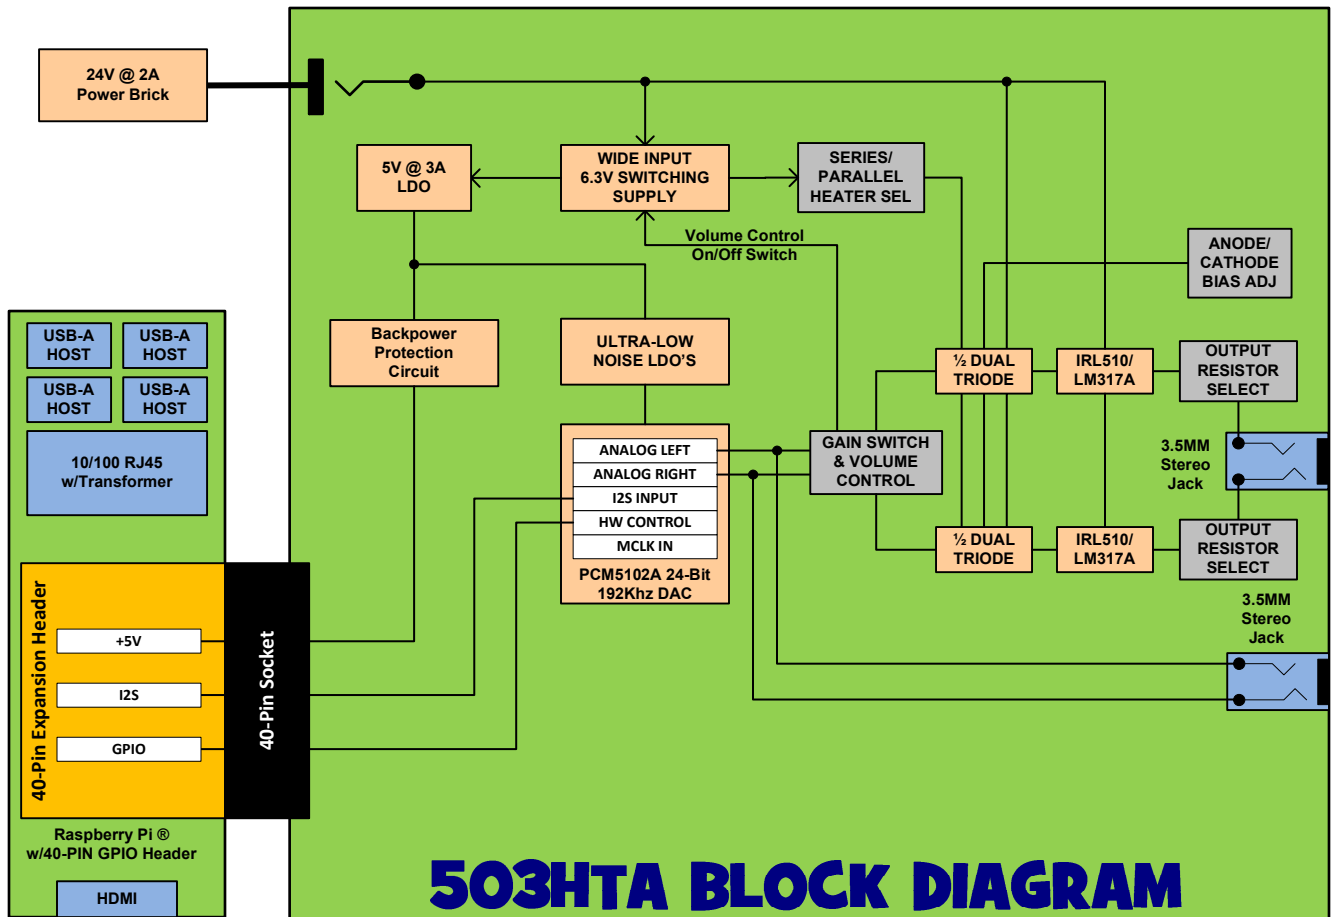 24V @ 2A
Power Brick
5V @ 3A
LDO
WIDE INPUT
6.3V SWITCHING
SUPPLY
SERIES/
PARALLEL
HEATER SEL
Volume Control
On/Off Switch
ANODE/
CATHODE
BIAS ADJ
USB-A
HOST
USB-A
HOST
USB-A
HOST
USB-A
HOST
10/100 RJ45
w/Transformer
Backpower
Protection
Circuit
ULTRA-LOW
NOISE LDO'S
½ DUAL
TRIODE
IRL510/
LM317A
OUTPUT
RESISTOR
SELECT
ANALOG LEFT
ANALOG RIGHT
I2S INPUT
HW CONTROL
MCLK IN
PCM5102A 24-Bit
192Khz DAC
GAIN SWITCH
& VOLUME
CONTROL
3.5MM
Stereo
Jack
½ DUAL
TRIODE
IRL510/
LM317A
OUTPUT
RESISTOR
SELECT
3.5MM
Stereo
Jack
40-Pin Expansion Header
+5V
I2S
GPIO
40-Pin Socket
Raspberry Pi ®
w/40-PIN GPIO Header
HDMI
503HTA BLOCK DIAGRAM